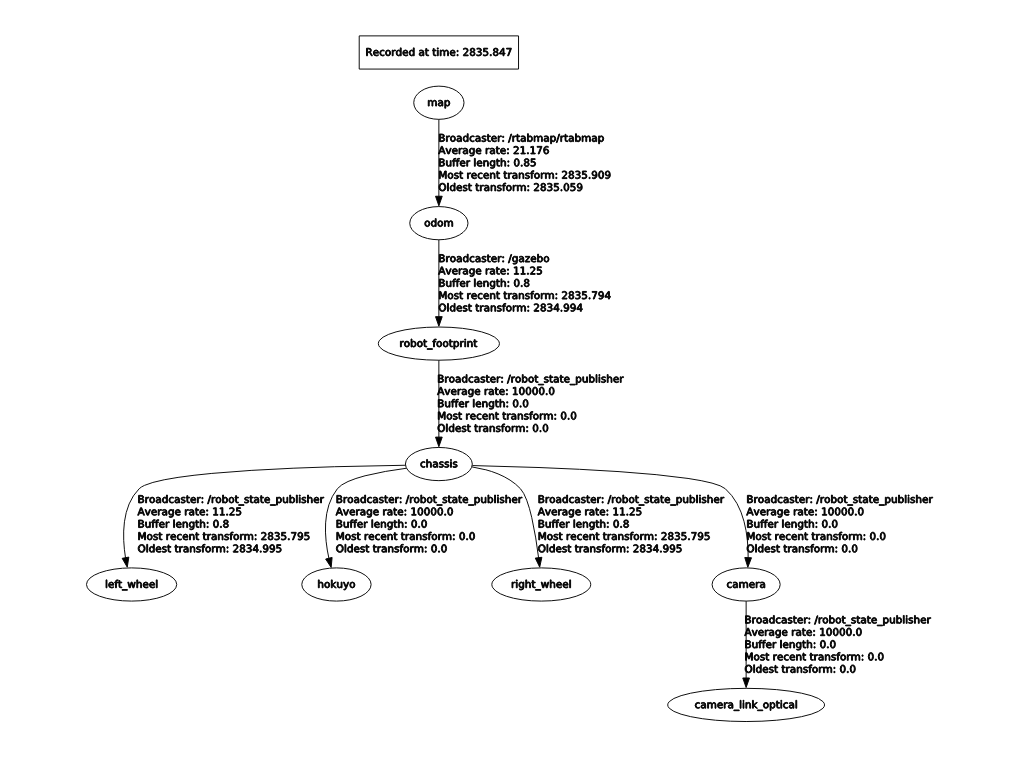 Recorded at time: 2835.847
map
Broadcaster: /rtabmap/rtabmap
Average rate: 21.176
Buffer length: 0.85
Most recent transform: 2835.909
Oldest transform: 2835.059
odom
Broadcaster: /gazebo
Average rate: 11.25
Buffer length: 0.8
Most recent transform: 2835.794
Oldest transform: 2834.994
robot_footprint
Broadcaster: /robot_state_publisher
Average rate: 10000.0
Buffer length: 0.0
Most recent transform: 0.0
Oldest transform: 0.0
chassis
Broadcaster: /robot_state_publisher
Average rate: 11.25
Buffer length: 0.8
Most recent transform: 2835.795
Oldest transform: 2834.995
left_wheel
Broadcaster: /robot_state_publisher
Average rate: 10000.0
Buffer length: 0.0
Most recent transform: 0.0
Oldest transform: 0.0
hokuyo
Broadcaster: /robot_state_publisher
Average rate: 11.25
Buffer length: 0.8
Most recent transform: 2835.795
Oldest transform: 2834.995
right_wheel
Broadcaster: /robot_state_publisher
Average rate: 10000.0
Buffer length: 0.0
Most recent transform: 0.0
Oldest transform: 0.0
camera
Broadcaster: /robot_state_publisher
Average rate: 10000.0
Buffer length: 0.0
Most recent transform: 0.0
Oldest transform: 0.0
camera_link_optical